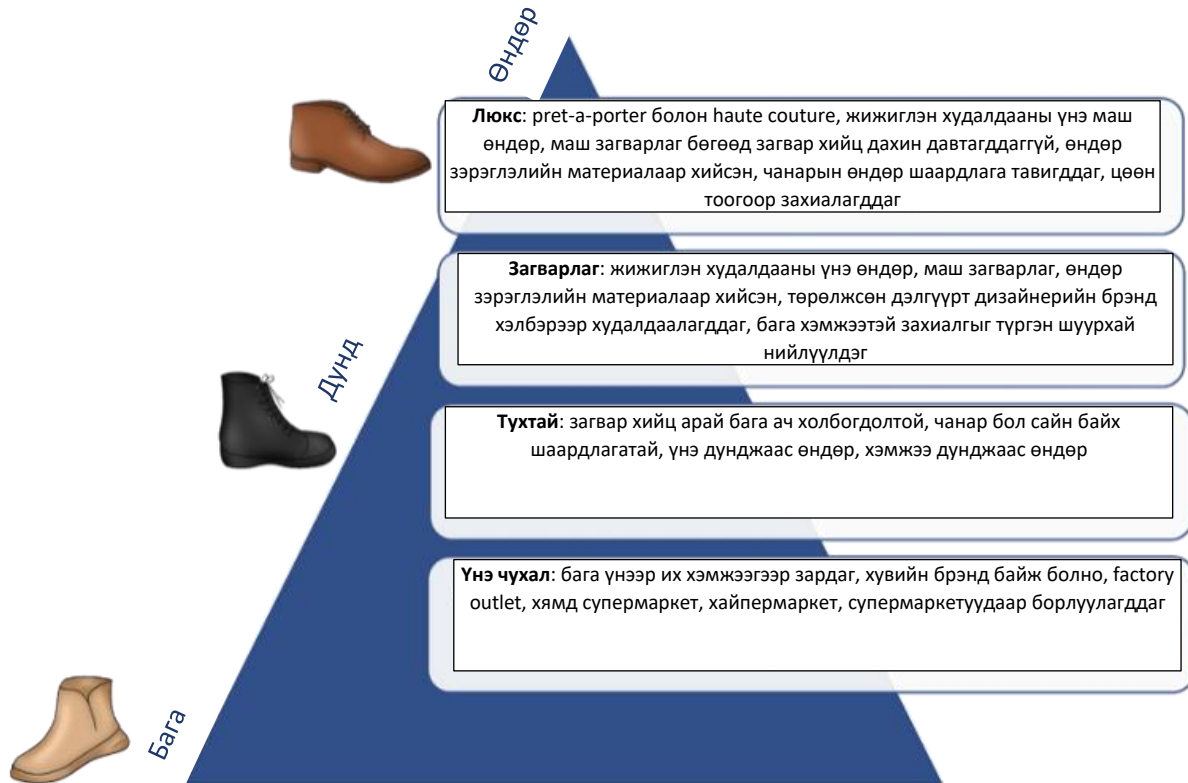 Өндөр
Люкс: pret-a-porter болон haute couture, жижиглэн худалдааны үнэ маш
өндөр, маш загварлаг бөгөөд загвар хийц дахин давтагддаггүй, өндөр
зэрэглэлийн материалаар хийсэн, чанарын өндөр шаардлага тавигддаг, цөөн
тоогоор захиалагддаг
Загварлаг: жижиглэн худалдааны үнэ өндөр, маш загварлаг, өндөр
зэрэглэлийн материалаар хийсэн, төрөлжсөн дэлгүүрт дизайнерийн брэнд
хэлбэрээр худалдаалагддаг, бага хэмжээтэй захиалгыг түргэн шуурхай
нийлүүлдэг
Дунд
Тухтай: загвар хийц арай бага ач холбогдолтой, чанар бол сайн байх
шаардлагатай, үнэ дунджаас өндөр, хэмжээ дунджаас өндөр
Үнэ чухал: бага үнээр их хэмжээгээр зардаг, хувийн брэнд байж болно, factory
outlet, хямд супермаркет, хайпермаркет, супермаркетуудаар борлуулагддаг
Бага